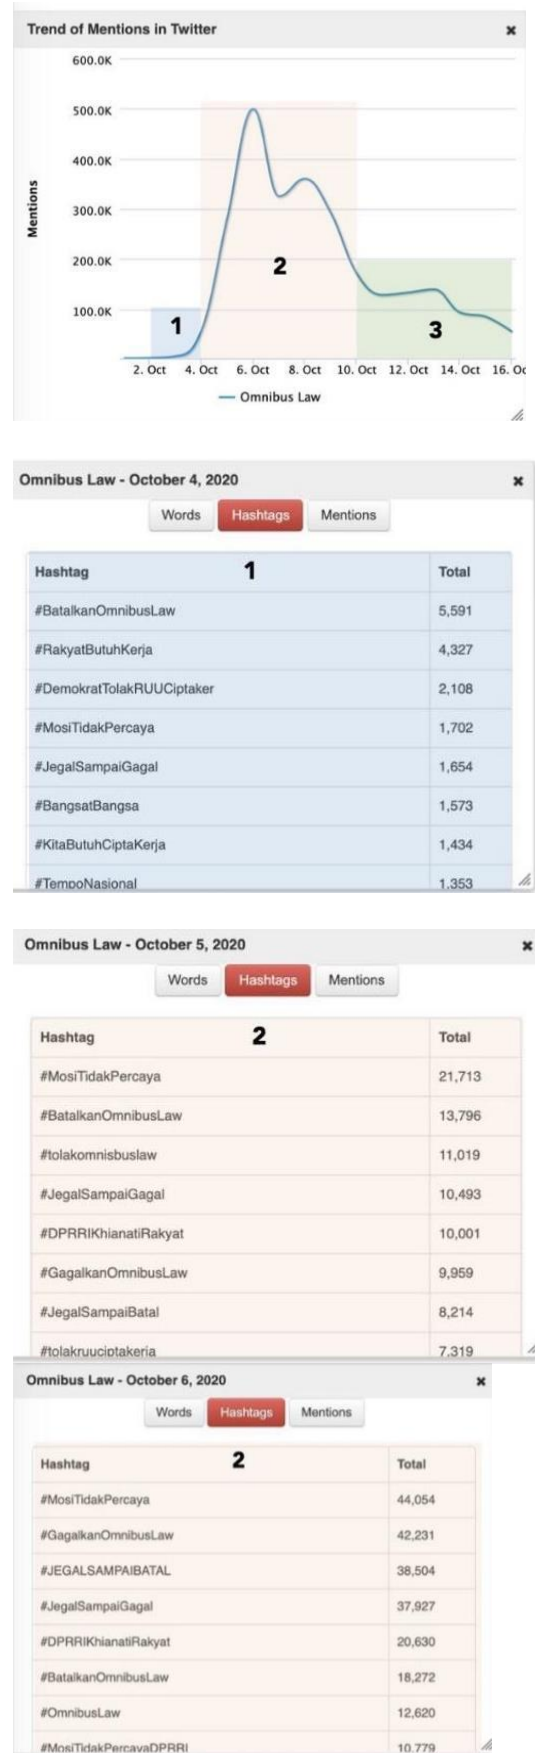 Trend of Mentions in Twitter ×
600.0K
500.0K
400.0K
300.0K
200.0K
100.0K
Mentions
1
2
3
2. Oct 4. Oct 6. Oct 8. Oct 10. Oct 12. Oct 14. Oct 16. Oc
Omnibus Law
Omnibus Law - October 4, 2020 ×
Words Hashtags Mentions
Hashtag 1 Total
#BatalkanOmnibusLaw 5,591
#RakyatButuhKerja 4,327
#DemokratTolakRUUCiptaker 2,108
#MosiTidakPercaya 1,702
#JegalSampaiGagal 1,654
#BangsatBangsa 1,573
#KitaButuhCiptaKerja 1,434
#TempoNasional 1,353
Omnibus Law - October 5, 2020 ×
Words Hashtags Mentions
Hashtag 2 Total
#MosiTidakPercaya 21,713
#BatalkanOmnibusLaw 13,796
#tolakomnisbuslaw 11,019
#JegalSampaiGagal 10,493
#DPRRIKhianatiRakyat 10,001
#GagalkanOmnibusLaw 9,959
#JegalSampaiBatal 8,214
#tolakruuciptakerja 7,319
Omnibus Law - October 6, 2020 ×
Words Hashtags Mentions
Hashtag 2 Total
#MosiTidakPercaya 44,054
#GagalkanOmnibusLaw 42,231
#JEGALSAMPAIBATAL 38,504
#JegalSampaiGagal 37,927
#DPRRIKhianatiRakyat 20,630
#BatalkanOmnibusLaw 18,272
#OmnibusLaw 12,620
#MosiTidakPercayaDPRRI 10,779